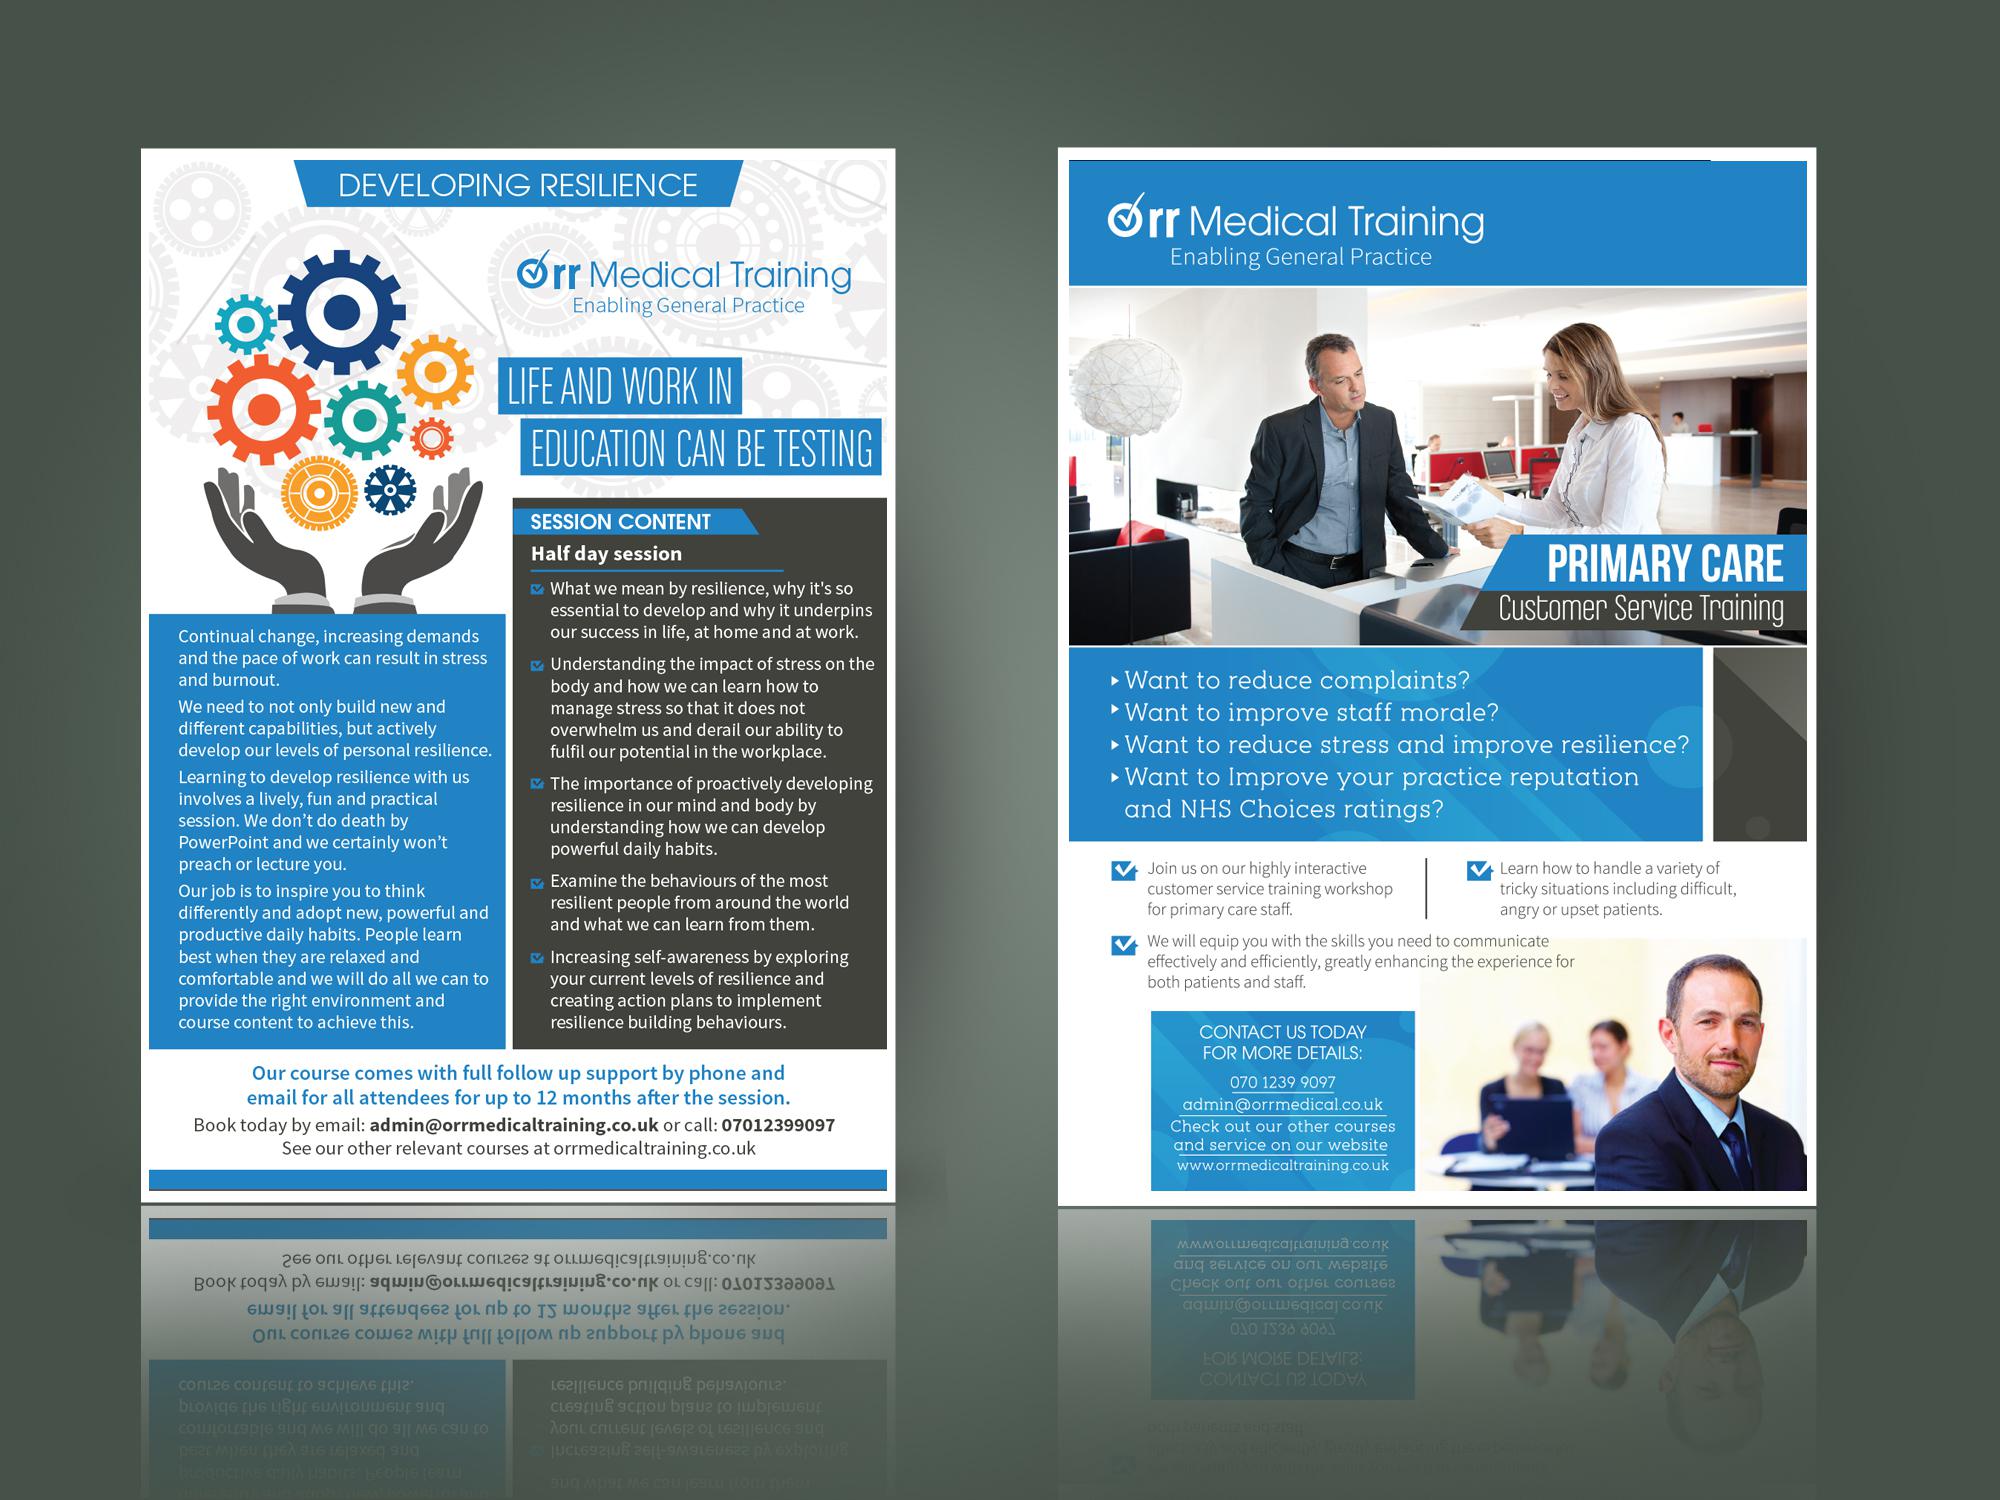 DEVELOPING RESILIENCE
Orr Medical Training
Enabling General Practice
LIFE AND WORK IN
EDUCATION CAN BE TESTING
Continual change, increasing demands
and the pace of work can result in stress
and burnout.
We need to not only build new and
different capabilities, but actively
develop our levels of personal resilience.
Learning to develop resilience with us
involves a lively, fun and practical
session. We don't do death by
PowerPoint and we certainly won't
preach or lecture you.
Our job is to inspire you to think
differently and adopt new, powerful and
productive daily habits. People learn
best when they are relaxed and
comfortable and we will do all we can to
provide the right environment and
course content to achieve this.
SESSION CONTENT
Half day session
What we mean by resilience, why it's so
essential to develop and why it underpins
our success in life, at home and at work.
Understanding the impact of stress on the
body and how we can learn how to
manage stress so that it does not
overwhelm us and derail our ability to
fulfil our potential in the workplace.
The importance of proactively developing
resilience in our mind and body by
understanding how we can develop
powerful daily habits.
Examine the behaviours of the most
resilient people from around the world
and what we can learn from them.
Increasing self-awareness by exploring
your current levels of resilience and
creating action plans to implement
resilience building behaviours.
Our course comes with full follow up support by phone and
email for all attendees for up to 12 months after the session.
Book today by email: admin@orrmedicaltraining.co.uk or call: 07012399097
See our other relevant courses at orrmedicaltraining.co.uk
Orr Medical Training
Enabling General Practice
PRIMARY CARE
Customer Service Training
Want to reduce complaints?
Want to improve staff morale?
Want to reduce stress and improve resilience?
Want to Improve your practice reputation
and NHS Choices ratings?
Join us on our highly interactive
customer service training workshop
for primary care staff.
Learn how to handle a variety of
tricky situations including difficult,
angry or upset patients.
We will equip you with the skills you need to communicate
effectively and efficiently, greatly enhancing the experience for
both patients and staff.
CONTACT US TODAY
FOR MORE DETAILS:
070 1239 9097
admin@orrmedical.co.uk
Check out our other courses
and service on our website
www.orrmedicaltraining.co.uk